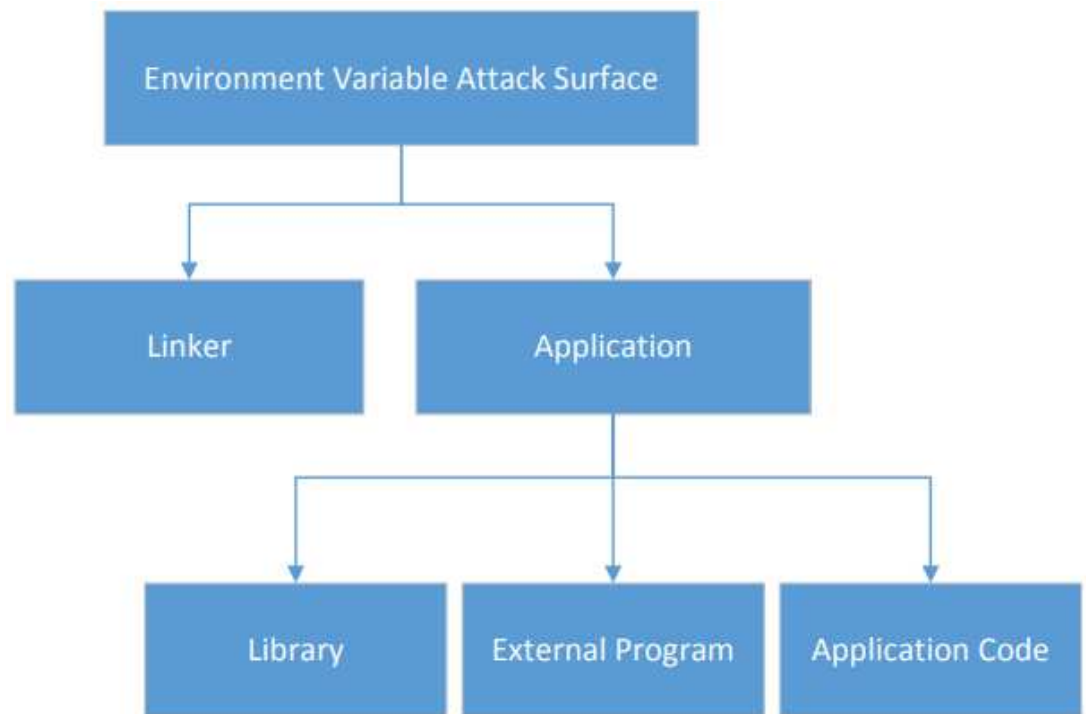 Environment Variable Attack Surface
Linker
Application
Library
External Program
Application Code